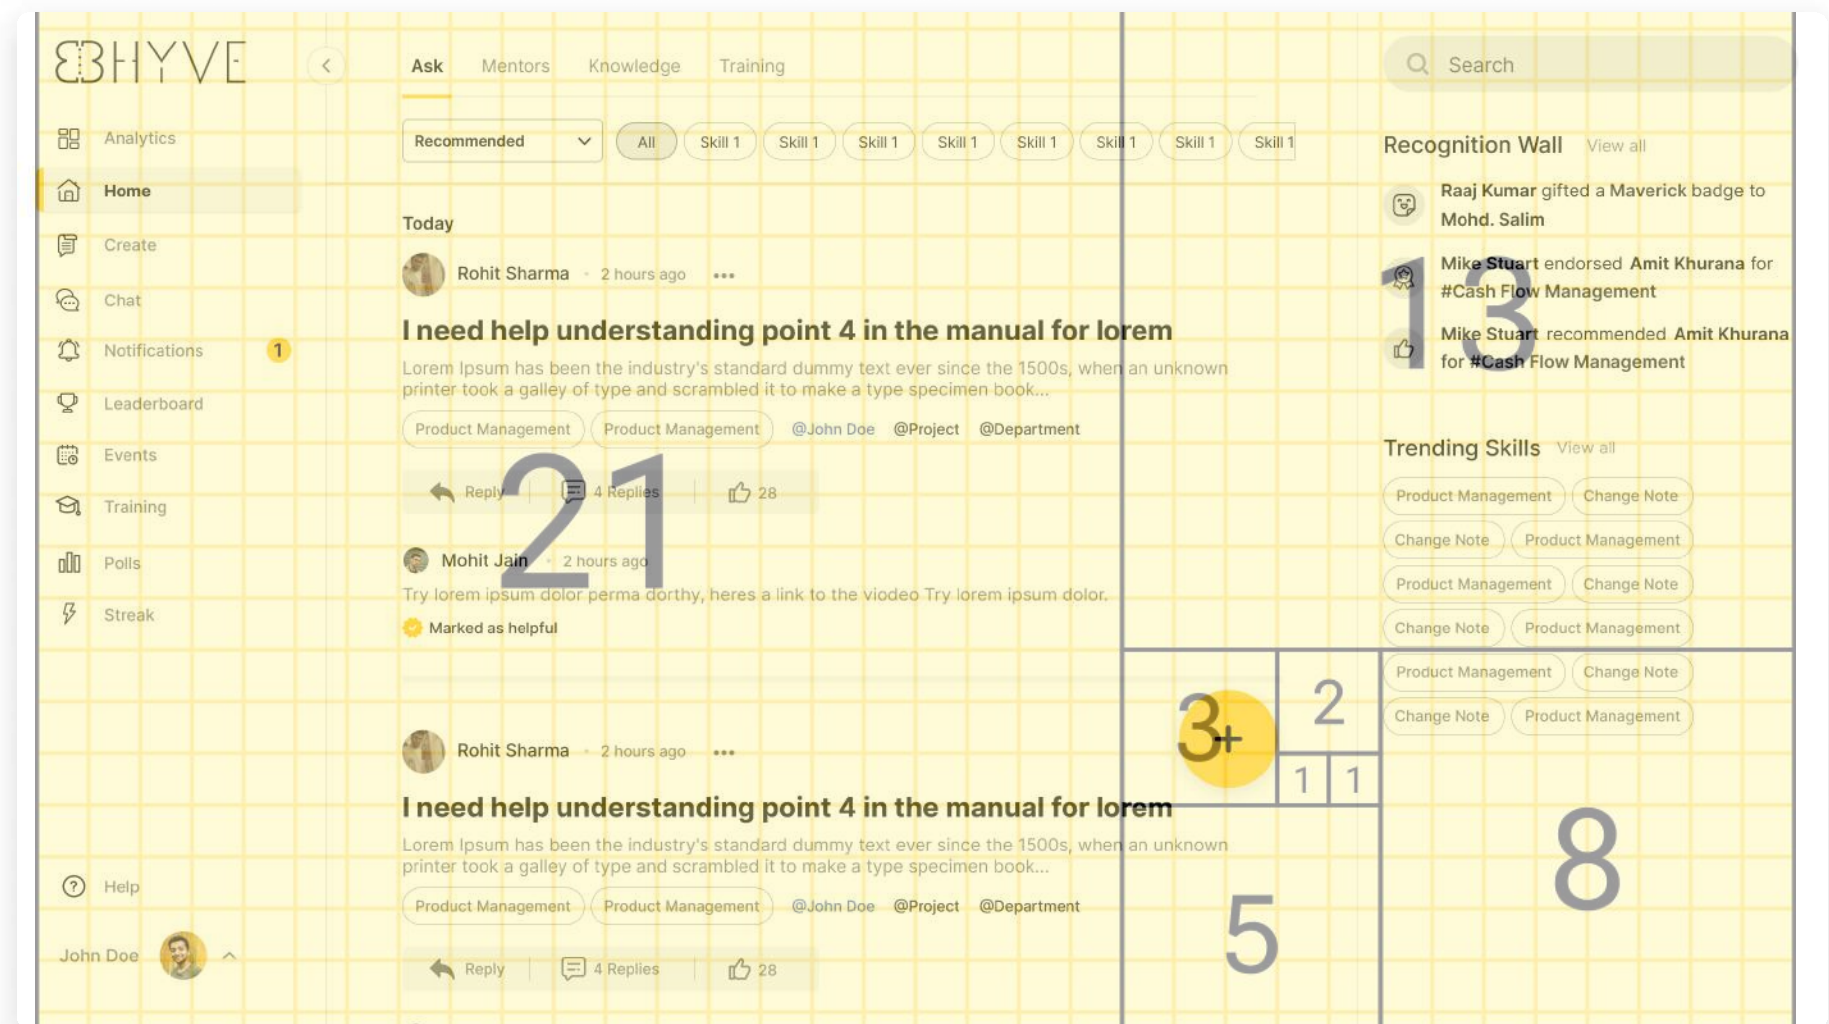 BHYVE
Analytics
Home
Create
Chat
Notifications 1
Leaderboard
Events
Training
Polls
Streak
Help
John Doe
Ask Mentors Knowledge Training
Recommended All Skill 1 Skill 1 Skill 1 Skill 1 Skill 1 Skill 1 Skill 1 Skill 1
Today
Rohit Sharma 2 hours ago
I need help understanding point 4 in the manual for lorem
Lorem Ipsum has been the industry's standard dummy text ever since the 1500s, when an unknown
printer took a galley of type and scrambled it to make a type specimen book...
Product Management Product Management @John Doe @Project @Department
Reply 4 Replies 28
21
Mohit Jain 2 hours ago
Try lorem ipsum dolor perma dorthy, heres a link to the viodeo Try lorem ipsum dolor.
Marked as helpful
Rohit Sharma 2 hours ago
I need help understanding point 4 in the manual for lorem
Lorem Ipsum has been the industry's standard dummy text ever since the 1500s, when an unknown
printer took a galley of type and scrambled it to make a type specimen book...
Product Management Product Management @John Doe @Project @Department
Reply 4 Replies 28
3 +
2
1 1
5
8
Search
Recognition Wall View all
Raaj Kumar gifted a Maverick badge to
Mohd. Salim
Mike Stuart endorsed Amit Khurana for
#Cash Flow Management
13
Mike Stuart recommended Amit Khurana
for #Cash Flow Management
Trending Skills View all
Product Management Change Note
Change Note Product Management
Product Management Change Note
Change Note Product Management
Product Management Change Note
Change Note Product Management